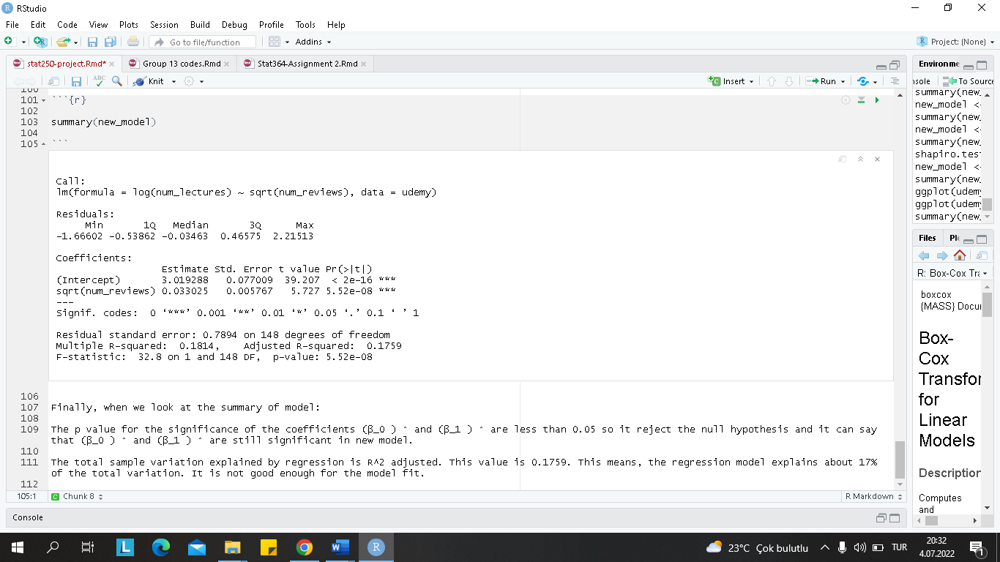 RStudio
File Edit Code View Plots Session Build Debug Profile Tools Help
Go to file/function
Addins
Project: (None)
stat250-project.Rmd*
Group 13 codes.Rmd
Stat364-Assignment 2.Rmd
ABC
Knit
Insert
Run
100
101 ```{r}
102
103 summary(new_model)
104
105 ```
Call:
lm(formula = log(num_lectures) ~ sqrt(num_reviews), data = udemy)
Residuals:
Min 1Q Median 3Q Max
-1.66602 -0.53862 -0.03463 0.46575 2.21513
Coefficients:
Estimate Std. Error t value Pr(>|t|)
(Intercept) 3.019288 0.077009 39.207 < 2e-16 ***
sqrt(num_reviews) 0.033025 0.005767 5.727 5.52e-08 ***
---
Signif. codes: 0 ‘***’ 0.001 ‘**’ 0.01 ‘*’ 0.05 ‘.’ 0.1 ‘ ’ 1
Residual standard error: 0.7894 on 148 degrees of freedom
Multiple R-squared: 0.1814, Adjusted R-squared: 0.1759
F-statistic: 32.8 on 1 and 148 DF, p-value: 5.52e-08
106
107 Finally, when we look at the summary of model:
108
109 The p value for the significance of the coefficients (β_0 ) ˆ and (β_1 ) ˆ are less than 0.05 so it reject the null hypothesis and it can say
that (β_0 ) ˆ and (β_1 ) ˆ are still significant in new model.
110
111 The total sample variation explained by regression is R^2 adjusted. This value is 0.1759. This means, the regression model explains about 17%
of the total variation. It is not good enough for the model fit.
112
105:1 C Chunk 8
R Markdown
Console
Environme
nsole To Source
summary(new_
new_model <-
summary(new_
new_model <-
summary(new_
shapiro.test
new_model <-
summary(new_
ggplot(udemy
ggplot(udemy
summary(new_
Files Pl
R: Box-Cox Tra
boxcox
{MASS} Docu
Box-
Cox
Transfor
for
Linear
Models
Description
Computes
and
L
W
R
23°C Çok bulutlu
TUR
20:32
4.07.2022
1